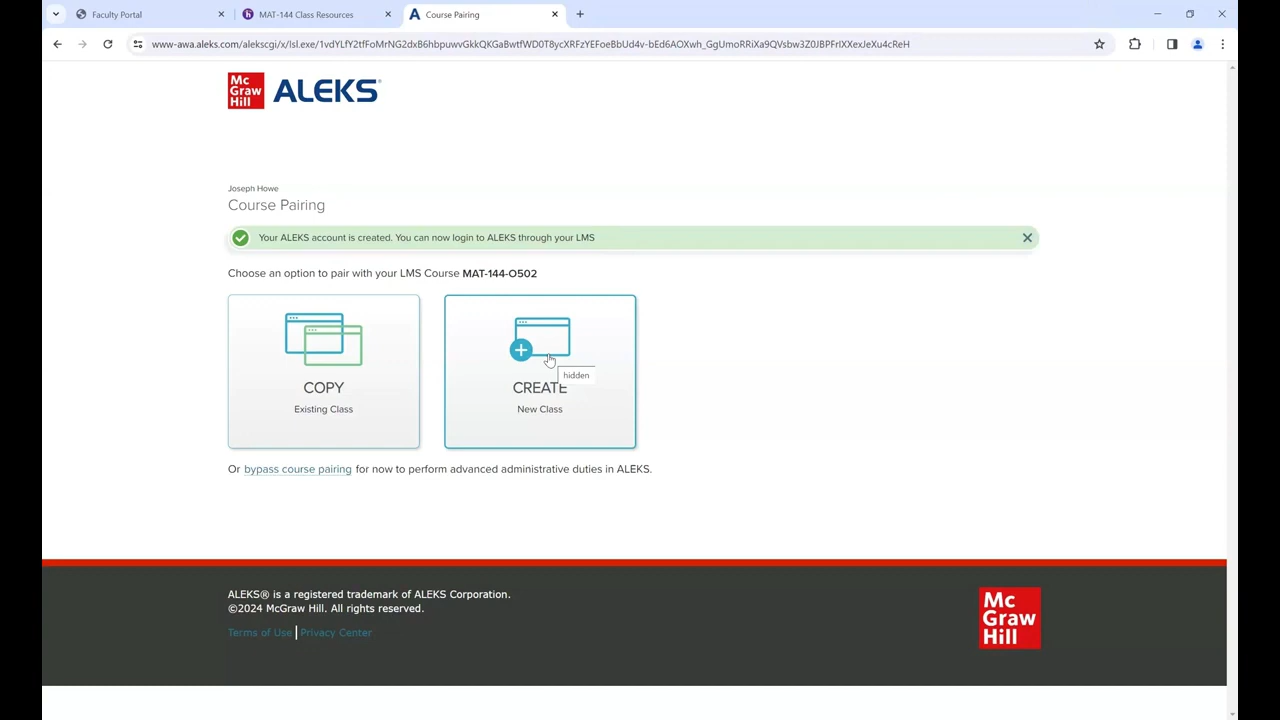 Faculty Portal
MAT-144 Class Resources
Course Pairing
www-awa.aleks.com/alekscgi/x/Isl.exe/1vdYLfY2tfFoMrNG2dxB6hbpuwvGkkQKGaBwtfWD0T8ycXRFzYEFoeBbUd4v-bEd6AOXwh_GgUmoRRiXa9QVsbw3Z0JBPFrIXXexJeXu4cReH
Mc
Graw
Hill
ALEKS®
Joseph Howe
Course Pairing
Your ALEKS account is created. You can now login to ALEKS through your LMS
Choose an option to pair with your LMS Course MAT-144-O502
COPY
Existing Class
hidden
CREATE
New Class
Or bypass course pairing for now to perform advanced administrative duties in ALEKS.
ALEKS® is a registered trademark of ALEKS Corporation.
©2024 McGraw Hill. All rights reserved.
Terms of Use | Privacy Center
Mc
Graw
Hill